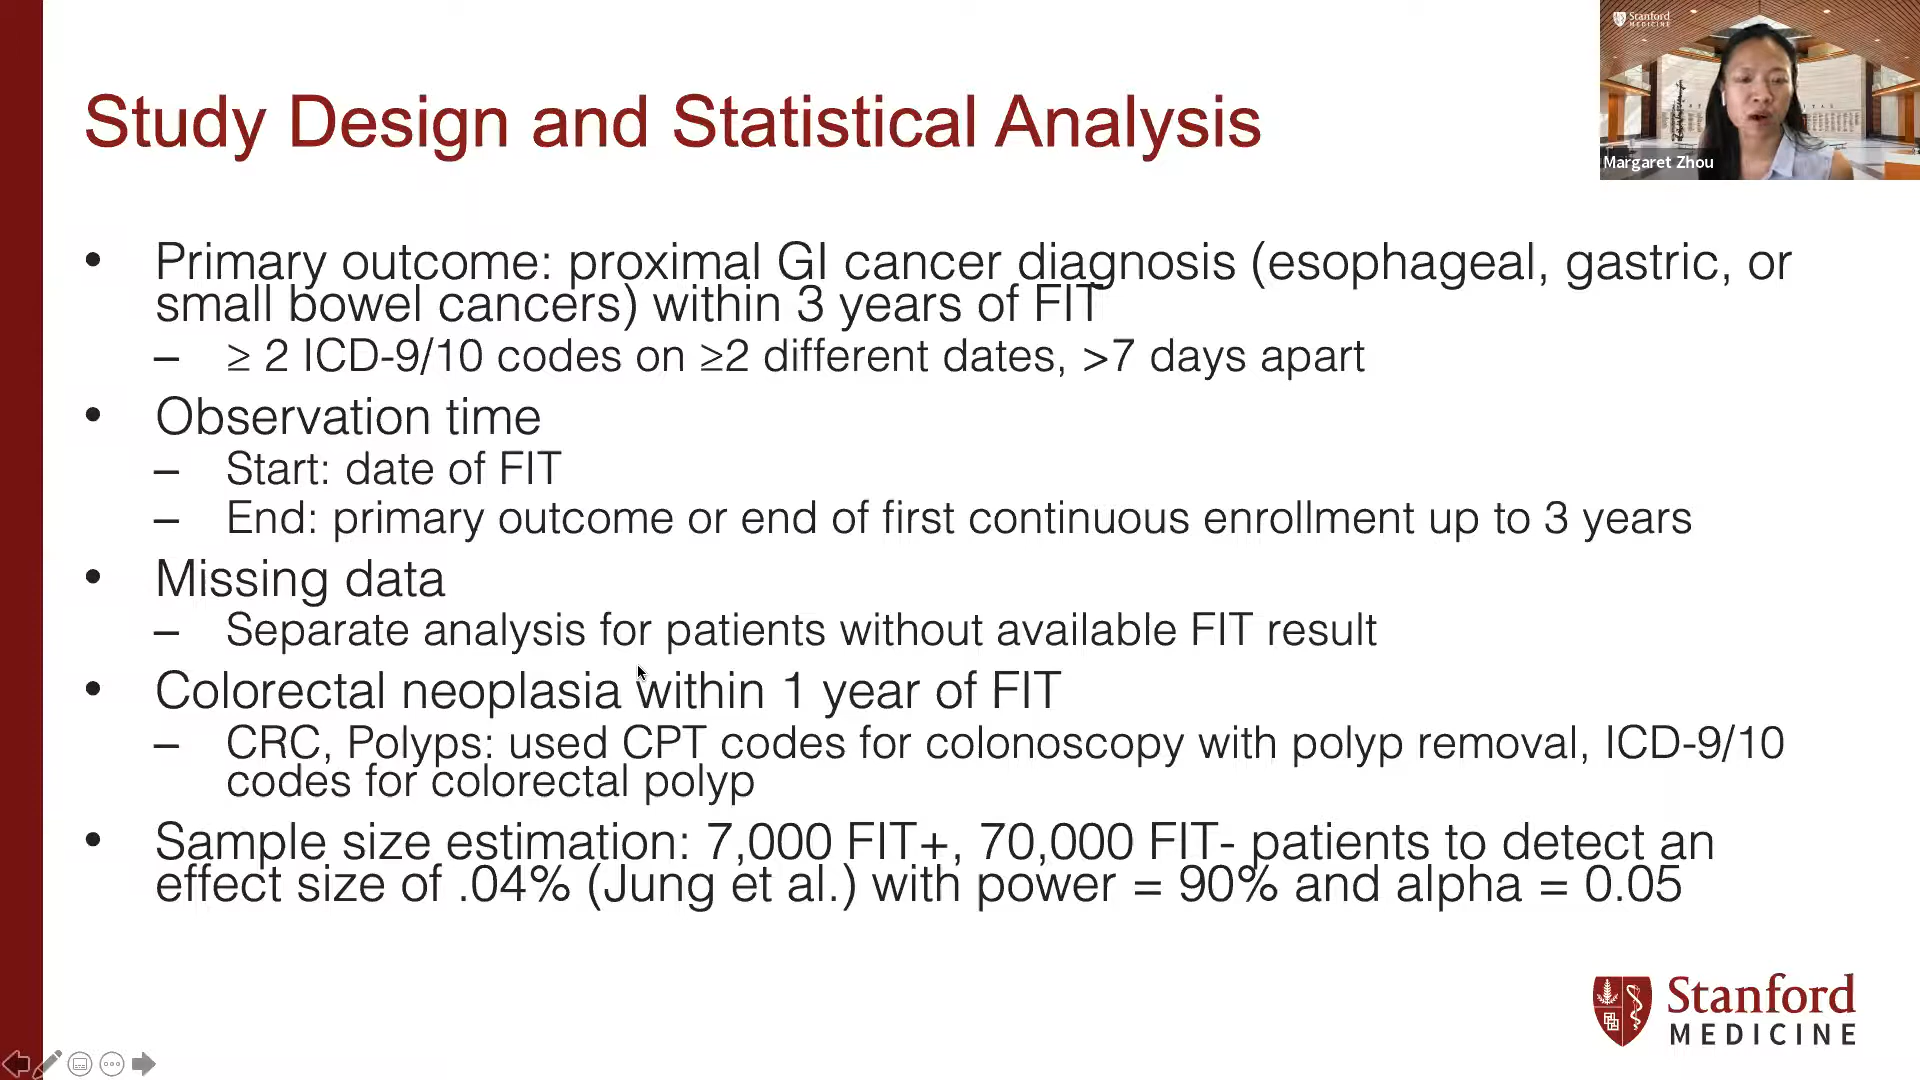 Stanford
MEDICINE
Margaret Zhou
Study Design and Statistical Analysis
• Primary outcome: proximal GI cancer diagnosis (esophageal, gastric, or
small bowel cancers) within 3 years of FIT
– ≥ 2 ICD-9/10 codes on ≥2 different dates, >7 days apart
• Observation time
– Start: date of FIT
– End: primary outcome or end of first continuous enrollment up to 3 years
• Missing data
– Separate analysis for patients without available FIT result
• Colorectal neoplasia within 1 year of FIT
– CRC, Polyps: used CPT codes for colonoscopy with polyp removal, ICD-9/10
codes for colorectal polyp
• Sample size estimation: 7,000 FIT+, 70,000 FIT- patients to detect an
effect size of .04% (Jung et al.) with power = 90% and alpha = 0.05
Stanford
MEDICINE